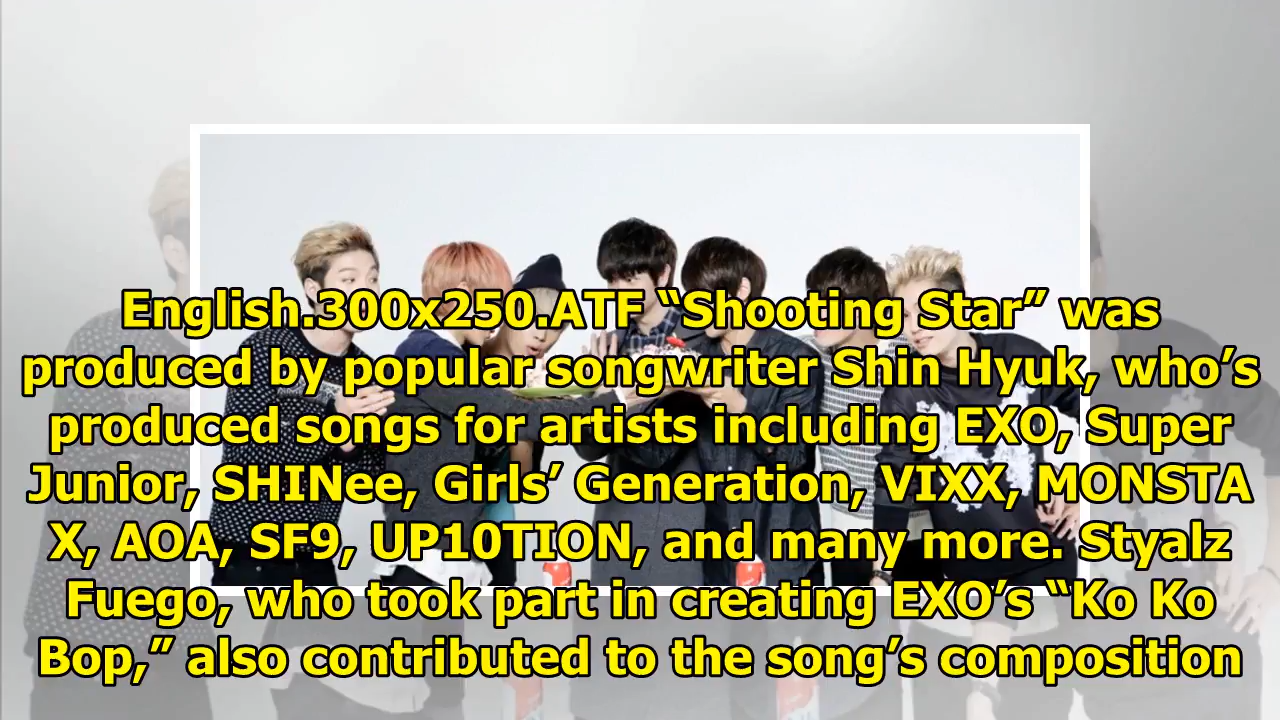 English.300x250.ATF “Shooting Star” was
produced by popular songwriter Shin Hyuk, who’s
produced songs for artists including EXO, Super
Junior, SHINee, Girls’ Generation, VIXX, MONSTA
X, AOA, SF9, UP10TION, and many more. Styalz
Fuego, who took part in creating EXO’s “Ko Ko
Bop,” also contributed to the song’s composition